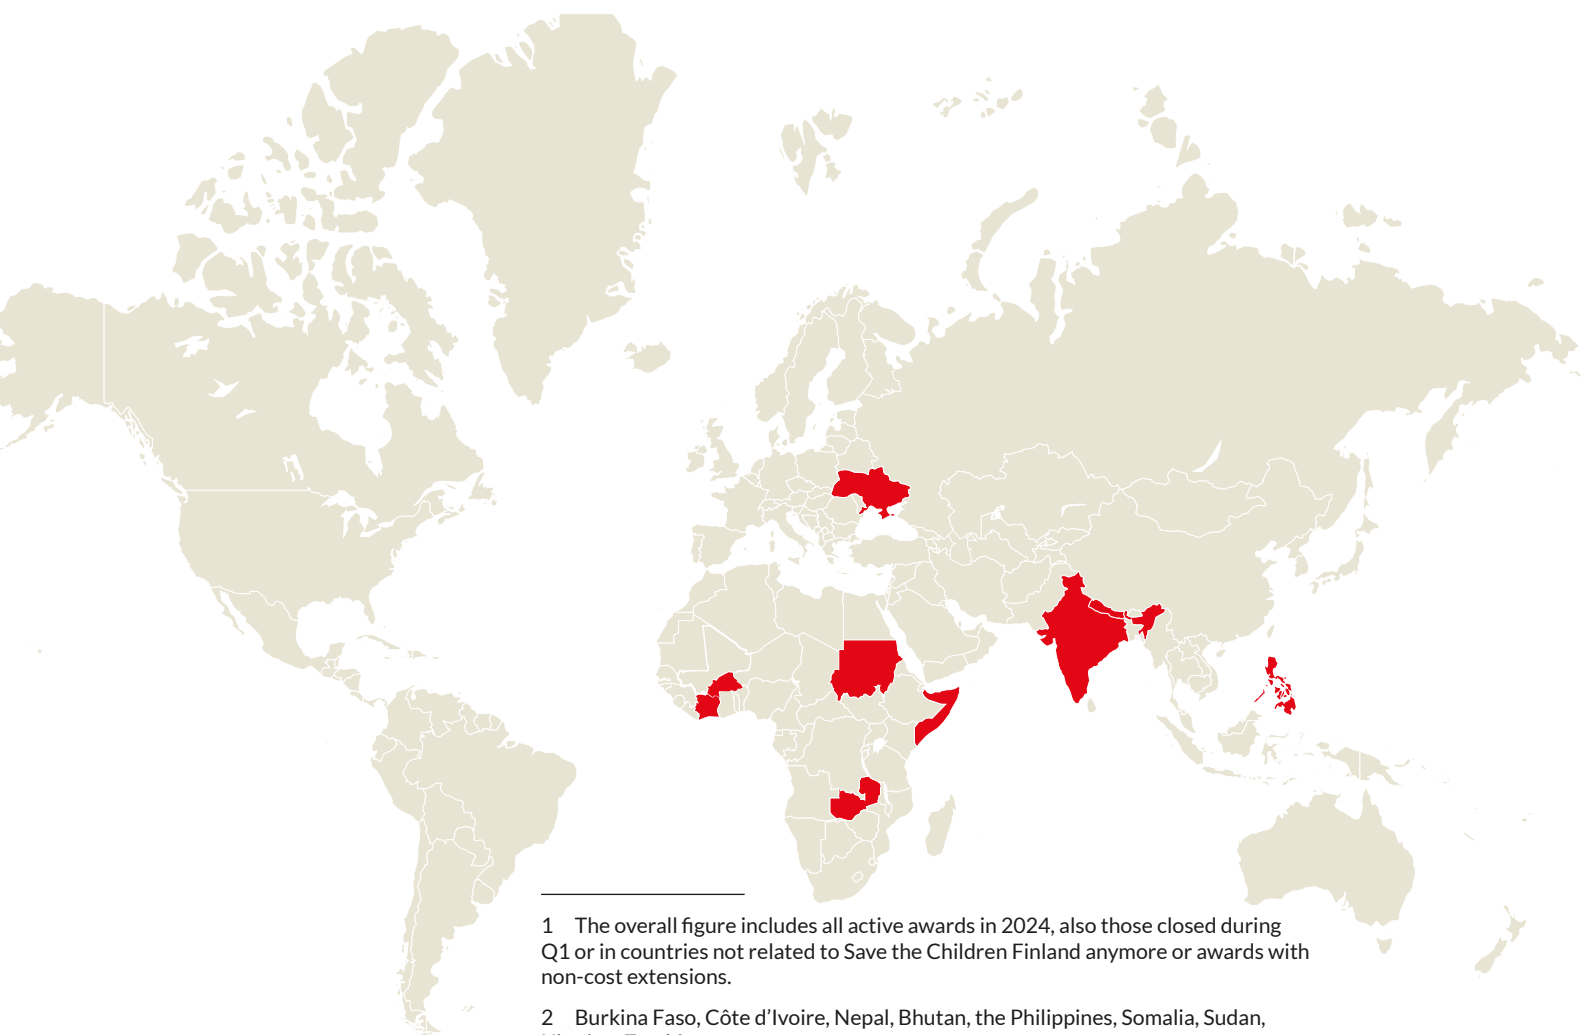 1 The overall figure includes all active awards in 2024, also those closed during
Q1 or in countries not related to Save the Children Finland anymore or awards with
non-cost extensions.
2 Burkina Faso, Côte d’Ivoire, Nepal, Bhutan, the Philippines, Somalia, Sudan,